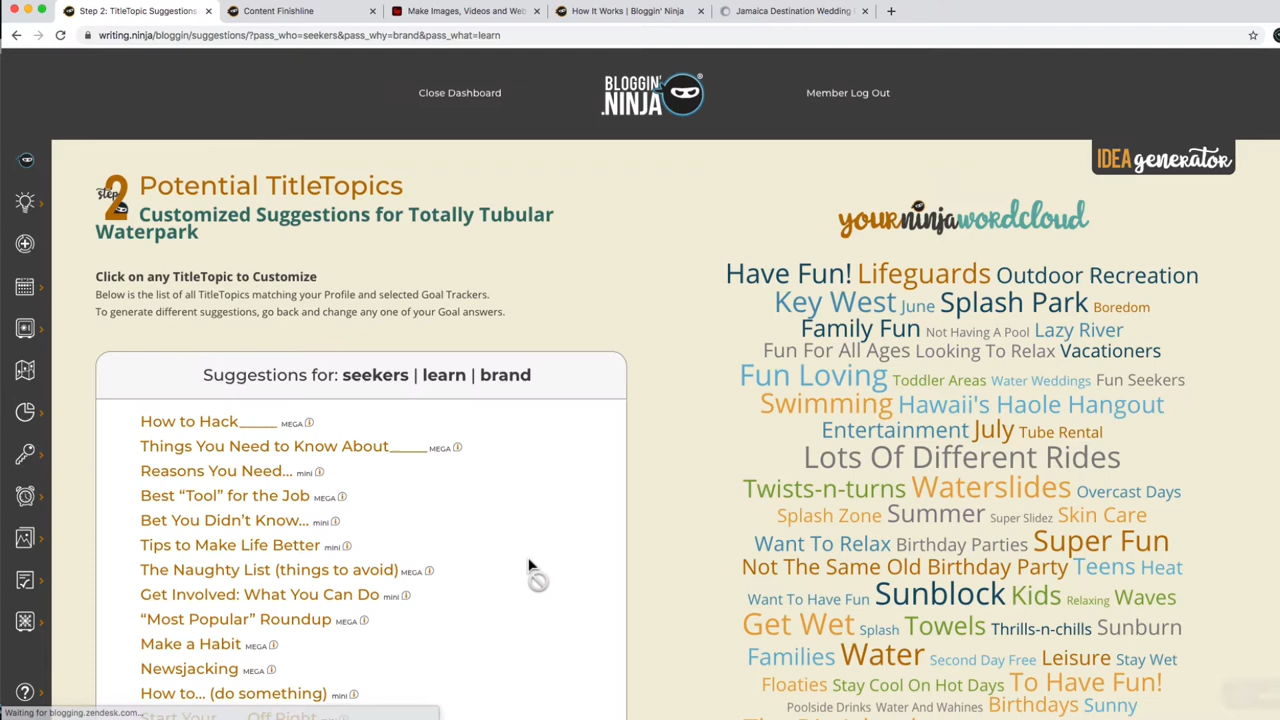 Step 2: TitleTopic Suggestions
Content Finishline
Make Images, Videos and Web
How It Works | Bloggin' Ninja
Jamaica Destination Wedding
writing.ninja/bloggin/suggestions/?pass_who=seekers&pass_why=brand&pass_what=learn
Close Dashboard
BLOGGIN'
.NINJA®
Member Log Out
IDEA generator
step 2
Potential TitleTopics
Customized Suggestions for Totally Tubular
Waterpark
Click on any TitleTopic to Customize
Below is the list of all TitleTopics matching your Profile and selected Goal Trackers.
To generate different suggestions, go back and change any one of your Goal answers.
Suggestions for: seekers | learn | brand
How to Hack_____ MEGA
Things You Need to Know About_____ MEGA
Reasons You Need... mini
Best “Tool” for the Job MEGA
Bet You Didn’t Know... mini
Tips to Make Life Better mini
The Naughty List (things to avoid) MEGA
Get Involved: What You Can Do mini
“Most Popular” Roundup MEGA
Make a Habit MEGA
Newsjacking MEGA
How to... (do something) mini
Start Your ___ Off Right
Waiting for blogging.zendesk.com...
yourninjawordcloud
Have Fun! Lifeguards Outdoor Recreation
Key West June Splash Park Boredom
Family Fun Not Having A Pool Lazy River
Fun For All Ages Looking To Relax Vacationers
Fun Loving Toddler Areas Water Weddings Fun Seekers
Swimming Hawaii's Haole Hangout
Entertainment July Tube Rental
Lots Of Different Rides
Twists-n-turns Waterslides Overcast Days
Splash Zone Summer Super Slidez Skin Care
Want To Relax Birthday Parties Super Fun
Not The Same Old Birthday Party Teens Heat
Want To Have Fun Sunblock Kids Relaxing Waves
Get Wet Splash Towels Thrills-n-chills Sunburn
Families Water Second Day Free Leisure Stay Wet
Floaties Stay Cool On Hot Days To Have Fun!
Poolside Drinks Water And Wahines Birthdays Sunny